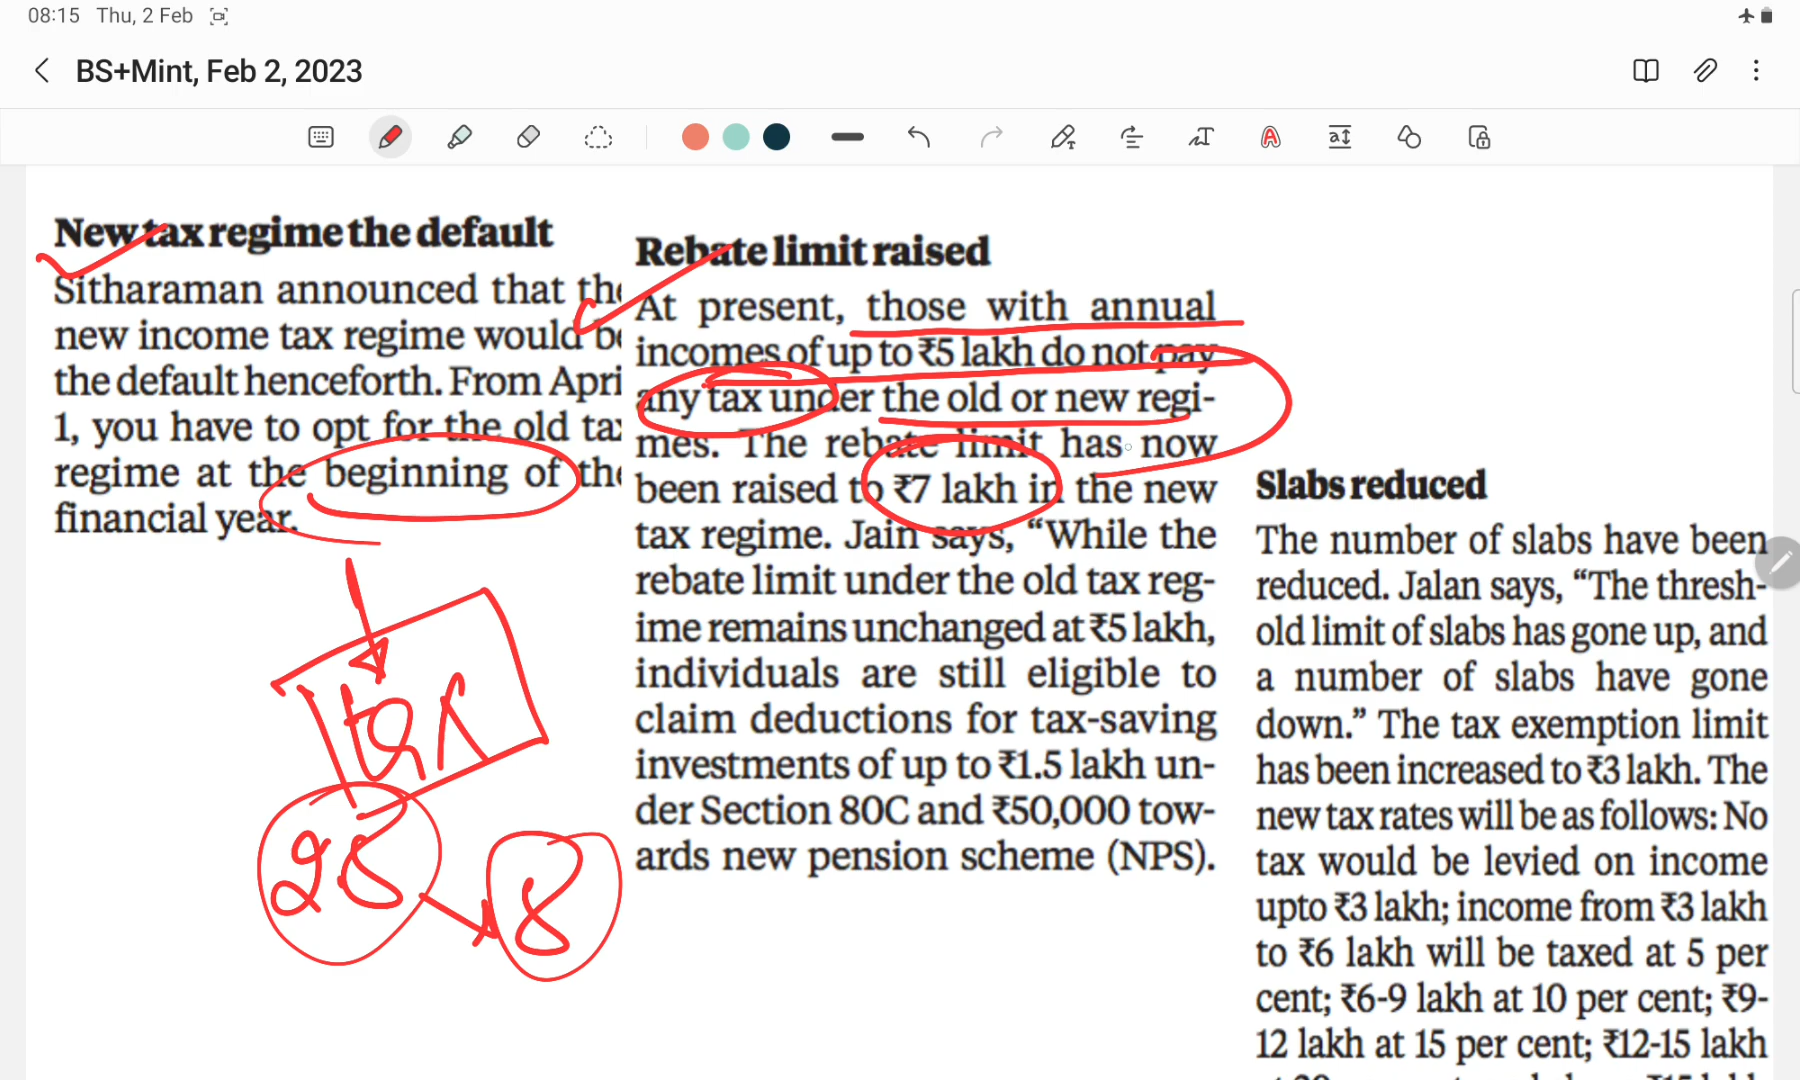 08:15 Thu, 2 Feb
BS+Mint, Feb 2, 2023
New tax regime the default
Sitharaman announced that the
new income tax regime would be
the default henceforth. From Apri
1, you have to opt for the old tax
regime at the beginning of the
financial year.
28
8
Rebate limit raised
At present, those with annual
incomes of up to ₹5 lakh do not pay
any tax under the old or new regi-
mes. The rebate limit has now
been raised to ₹7 lakh in the new
tax regime. Jain says, “While the
rebate limit under the old tax reg-
ime remains unchanged at ₹5 lakh,
individuals are still eligible to
claim deductions for tax-saving
investments of up to ₹1.5 lakh un-
der Section 80C and ₹50,000 tow-
ards new pension scheme (NPS).
Slabs reduced
The number of slabs have been
reduced. Jalan says, “The thresh-
old limit of slabs has gone up, and
a number of slabs have gone
down.” The tax exemption limit
has been increased to ₹3 lakh. The
new tax rates will be as follows: No
tax would be levied on income
upto ₹3 lakh; income from ₹3 lakh
to ₹6 lakh will be taxed at 5 per
cent; ₹6-9 lakh at 10 per cent; ₹9-
12 lakh at 15 per cent; ₹12-15 lakh